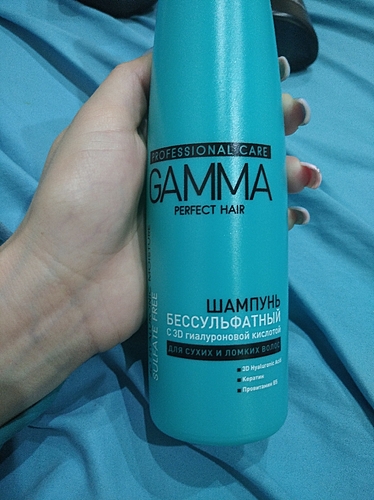 PROFESSIONAL CARE
GAMMA
PERFECT HAIR
ШАМПУНЬ
БЕССУЛЬФАТНЫЙ
С 3D гиалуроновой кислотой
ДЛЯ СУХИХ И ЛОМКИХ ВОЛОС
3D Hyaluronic Acid
Кератин
Провитамин B5
SULFATE FREE
MOISTURE